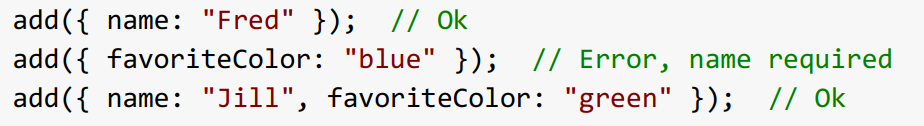 add({ name: "Fred" });  // Ok
add({ favoriteColor: "blue" });  // Error, name required
add({ name: "Jill", favoriteColor: "green" });  // Ok